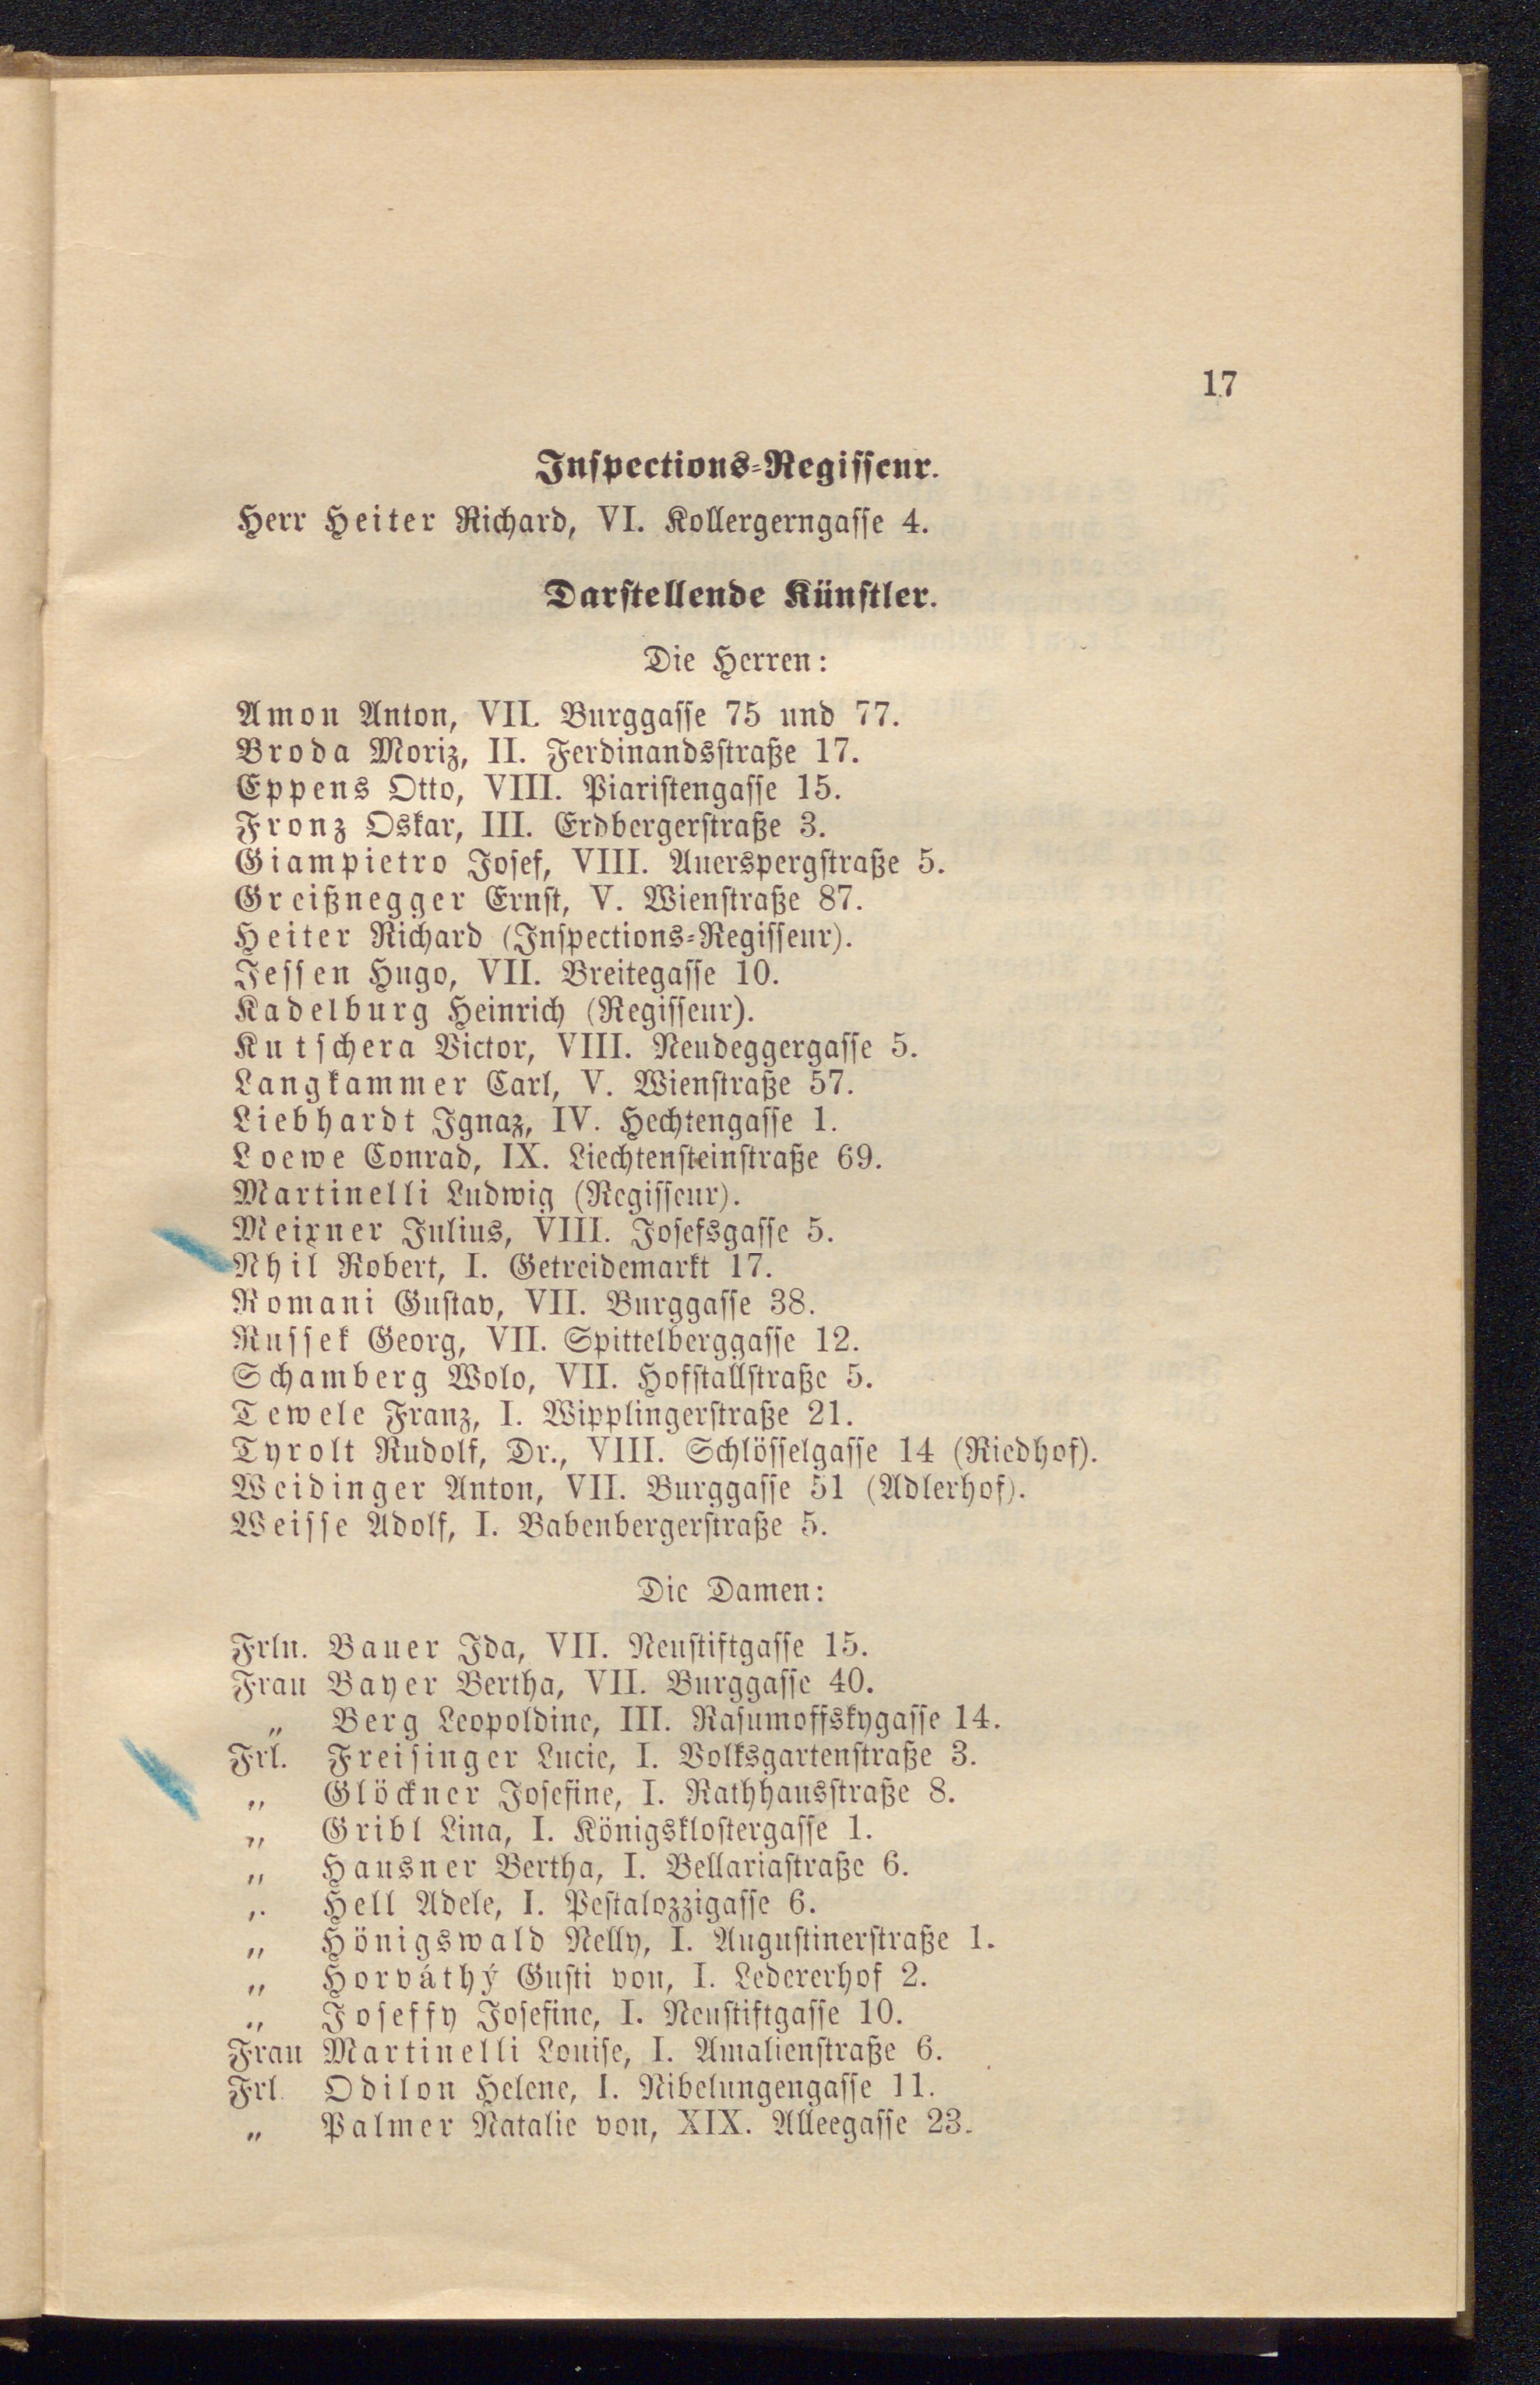 17
Inspections-Regisseur.
Herr Heiter Richard, VI. Kollergerngasse 4.
Darstellende Künstler.
Die Herren:
Amon Anton, VII. Burggasse 75 und 77.
Broda Moriz, II. Ferdinandsstraße 17.
Eppens Otto, VIII. Piaristengasse 15.
Fronz Oskar, III. Erdbergerstraße 3.
Giampietro Josef, VIII. Auerspergstraße 5.
Greißnegger Ernst, V. Wienstraße 87.
Heiter Richard (Inspections-Regisseur).
Jessen Hugo, VII. Breitegasse 10.
Kadelburg Heinrich (Regisseur).
Kutschera Victor, VIII. Neudeggergasse 5.
Langkammer Carl, V. Wienstraße 57.
Liebhardt Ignaz, IV. Hechtengasse 1.
Loewe Conrad, IX. Liechtensteinstraße 69.
Martinelli Ludwig (Regisseur).
Meixner Julius, VIII. Josefsgasse 5.
Nhil Robert, I. Getreidemarkt 17.
Romani Gustav, VII. Burggasse 38.
Russek Georg, VII. Spittelberggasse 12.
Schamberg Wolo, VII. Hofstallstraße 5.
Tewele Franz, I. Wipplingerstraße 21.
Tyrolt Rudolf, Dr., VIII. Schlösselgasse 14 (Riedhof).
Weidinger Anton, VII. Burggasse 51 (Adlerhof).
Weisse Adolf, I. Babenbergerstraße 5.
Die Damen:
Frln. Bauer Ida, VII. Neustiftgasse 15.
Frau Bayer Bertha, VII. Burggasse 40.
„ Berg Leopoldine, III. Rasumoffskygasse 14.
Frl. Freisinger Lucie, I. Volksgartenstraße 3.
„ Glöckner Josefine, I. Rathhausstraße 8.
„ Gribl Lina, I. Königsklostergasse 1.
„ Hausner Bertha, I. Bellariastraße 6.
„ Hell Adele, I. Pestalozzigasse 6.
„ Hönigswald Nelly, I. Augustinerstraße 1.
„ Horváthý Gusti von, I. Ledererhof 2.
„ Joseffy Josefine, I. Neustiftgasse 10.
Frau Martinelli Louise, I. Amalienstraße 6.
Frl. Odilon Helene, I. Nibelungengasse 11.
„ Palmer Natalie von, XIX. Alleegasse 23.